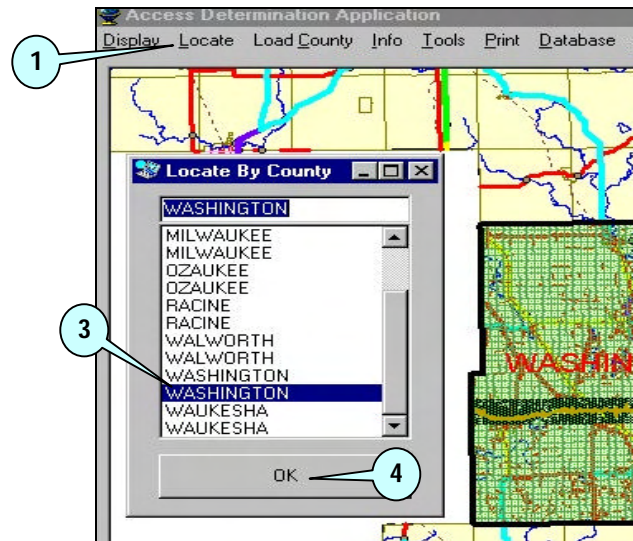 Access Determination Application
Display Locate Load County Info Tools Print Database
1
Locate By County
WASHINGTON
MILWAUKEE
MILWAUKEE
OZAUKEE
OZAUKEE
RACINE
RACINE
WALWORTH
WALWORTH
WASHINGTON
WASHINGTON
WAUKESHA
WAUKESHA
3
WASHIN
OK
4